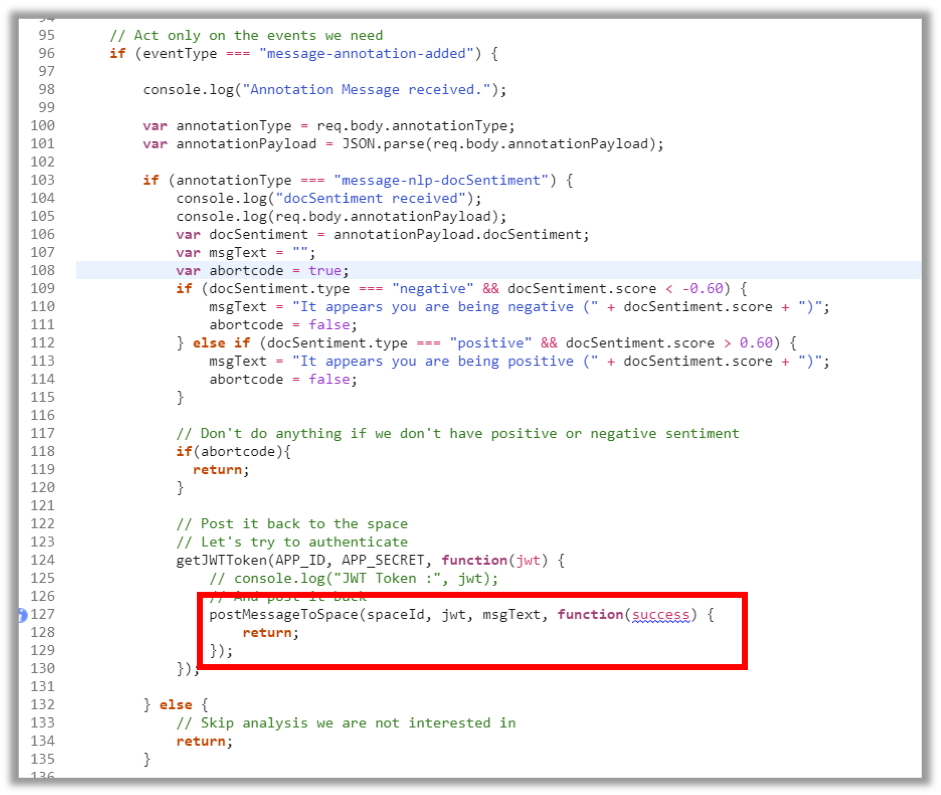 94
95 // Act only on the events we need
96 if (eventType === "message-annotation-added") {
97
98 console.log("Annotation Message received.");
99
100 var annotationType = req.body.annotationType;
101 var annotationPayload = JSON.parse(req.body.annotationPayload);
102
103 if (annotationType === "message-nlp-docSentiment") {
104 console.log("docSentiment received");
105 console.log(req.body.annotationPayload);
106 var docSentiment = annotationPayload.docSentiment;
107 var msgText = "";
108 var abortcode = true;
109 if (docSentiment.type === "negative" && docSentiment.score < -0.60) {
110 msgText = "It appears you are being negative (" + docSentiment.score + ")";
111 abortcode = false;
112 } else if (docSentiment.type === "positive" && docSentiment.score > 0.60) {
113 msgText = "It appears you are being positive (" + docSentiment.score + ")";
114 abortcode = false;
115 }
116
117 // Don't do anything if we don't have positive or negative sentiment
118 if(abortcode){
119 return;
120 }
121
122 // Post it back to the space
123 // Let's try to authenticate
124 getJWTToken(APP_ID, APP_SECRET, function(jwt) {
125 // console.log("JWT Token :", jwt);
126 // And post it back
127 postMessageToSpace(spaceId, jwt, msgText, function(success) {
128 return;
129 });
130 });
131
132 } else {
133 // Skip analysis we are not interested in
134 return;
135 }
136